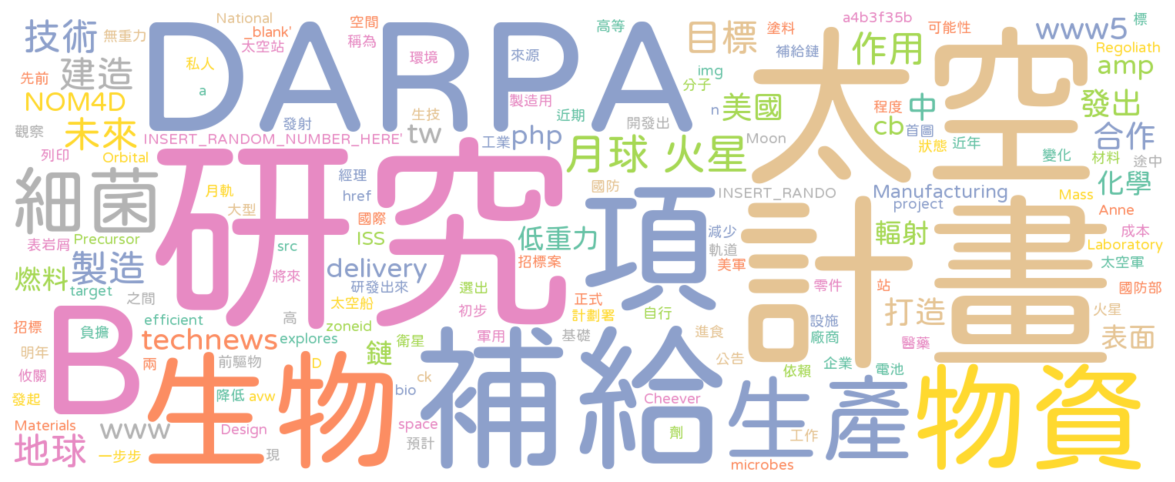 National
_blank'
太空站
空間
稱為
高等
塗料
a4b3f35b
可能性
標
技術
無重力
DARPA
環境
來源
目標
補給鏈
作用
www5
Regoliath
先前
私人
a
製造用
img
分子
太空
amp
建造
NOM4D
發射
生技
近期
n
美國
程度
中
發出
觀察
未來
INSERT_RANDOM_NUMBER_HERE'
tw
工業
php
開發出
Moon
cb
首圖
狀態
近年
合作
列印
Orbital
月球
火星
變化
材料
途中
細菌
研究
月軌
大型
經理
href
國防
項
INSERT_RANDO
計畫
Manufacturing
project
化學
Mass
Anne
表岩屑
Precursor
src
國際
ISS
低重力
減少
軌道
輻射
成本
Laboratory
燃料
製造
將來
delivery
招標案
美軍
太空軍
target
之間
研發出來
太空船
選出
正式
零件
站
國防部
招標
負擔
efficient
高
zoneid
初步
計劃署
自行
設施
打造
火星
B
technews
explores
衛星
軍用
基礎
進食
廠商
醫藥
表面
明年
兩
前驅物
D
鏈
補給
公告
企業
電池
攸關
生物
降低
avw
bio
ck
依賴
生產
物資
發起
Materials
www
Design
space
Cheever
劑
工作
地球
一步步
現
預計
microbes